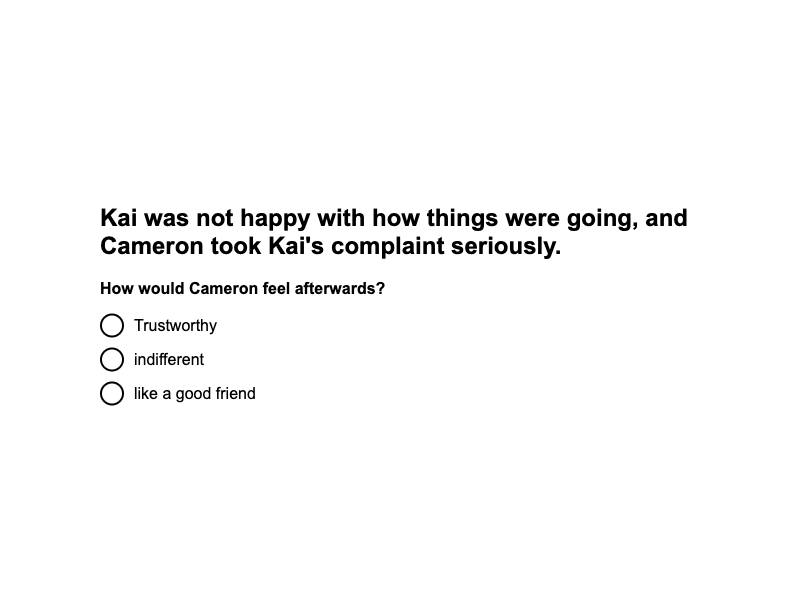 Kai was not happy with how things were going, and
Cameron took Kai's complaint seriously.
How would Cameron feel afterwards?
Trustworthy
indifferent
like a good friend